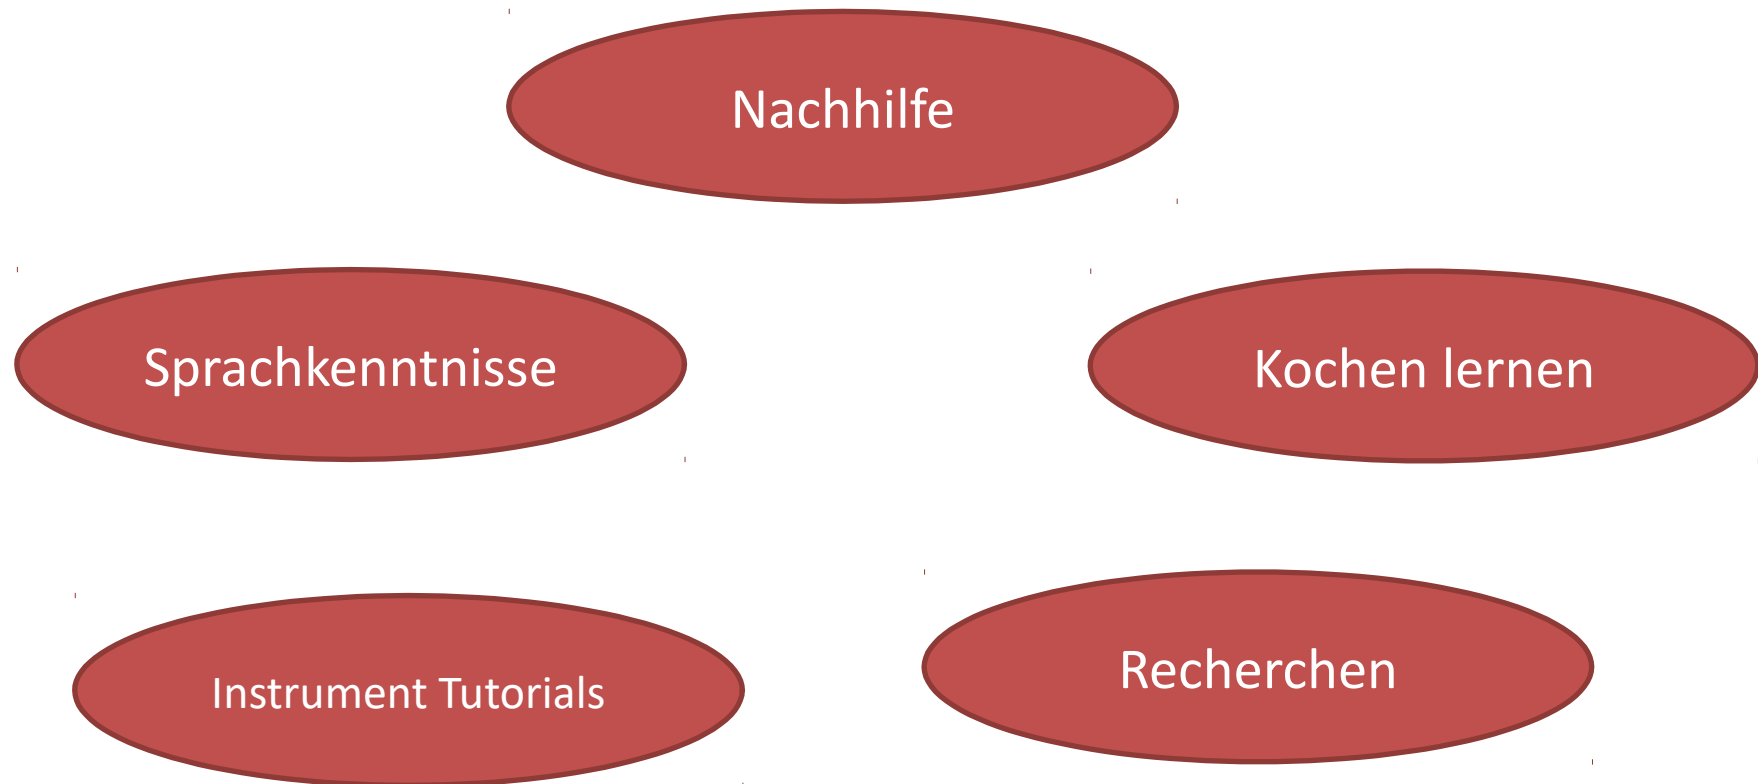 Nachhilfe
Sprachkenntnisse
Kochen lernen
Instrument Tutorials
Recherchen